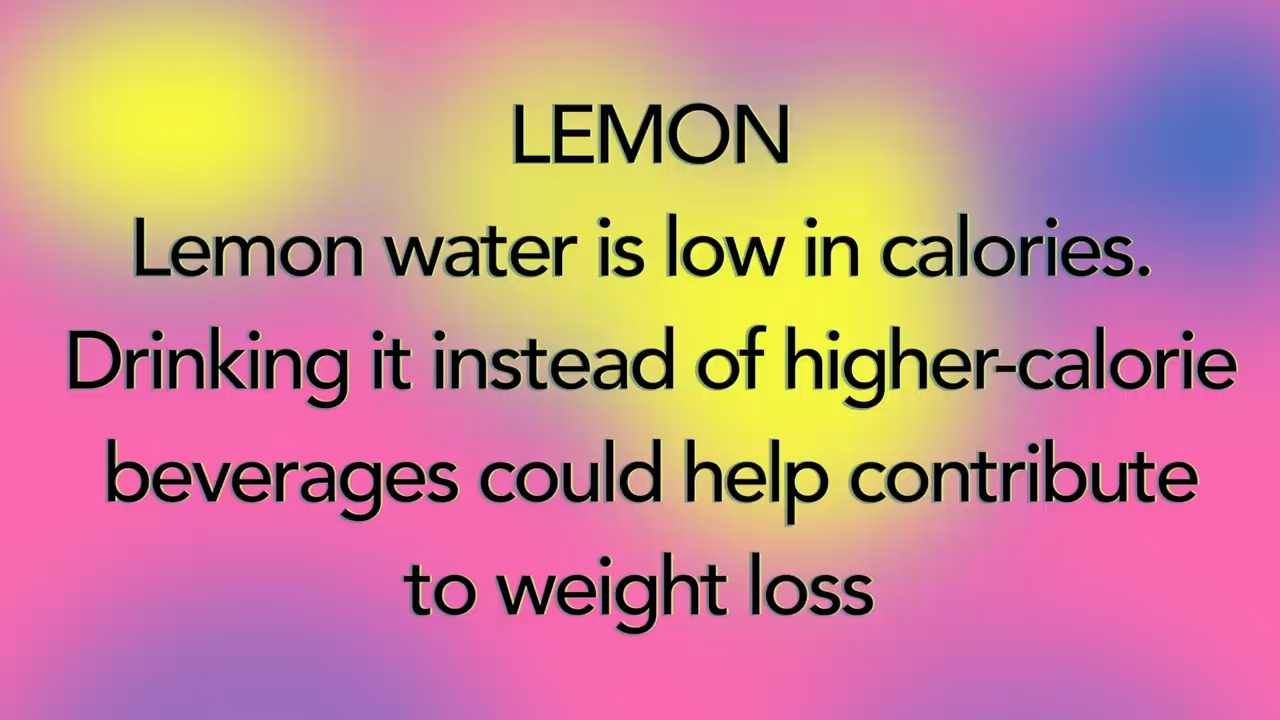 LEMON
Lemon water is low in calories.
Drinking it instead of higher-calorie
beverages could help contribute
to weight loss